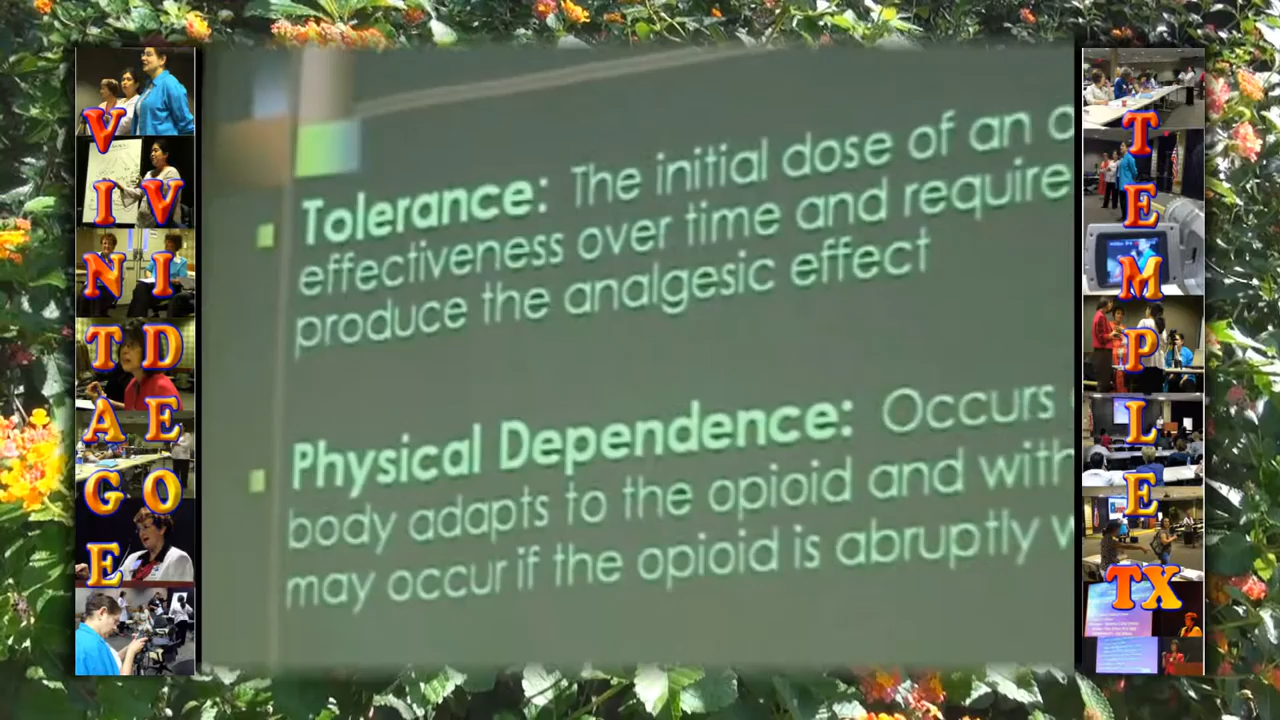 VINTAGE
VIDEO
Tolerance: The initial dose of an
effectiveness over time and require
produce the analgesic effect
Physical Dependence: Occurs
body adapts to the opioid and with
may occur if the opioid is abruptly
TEMPLE
TX